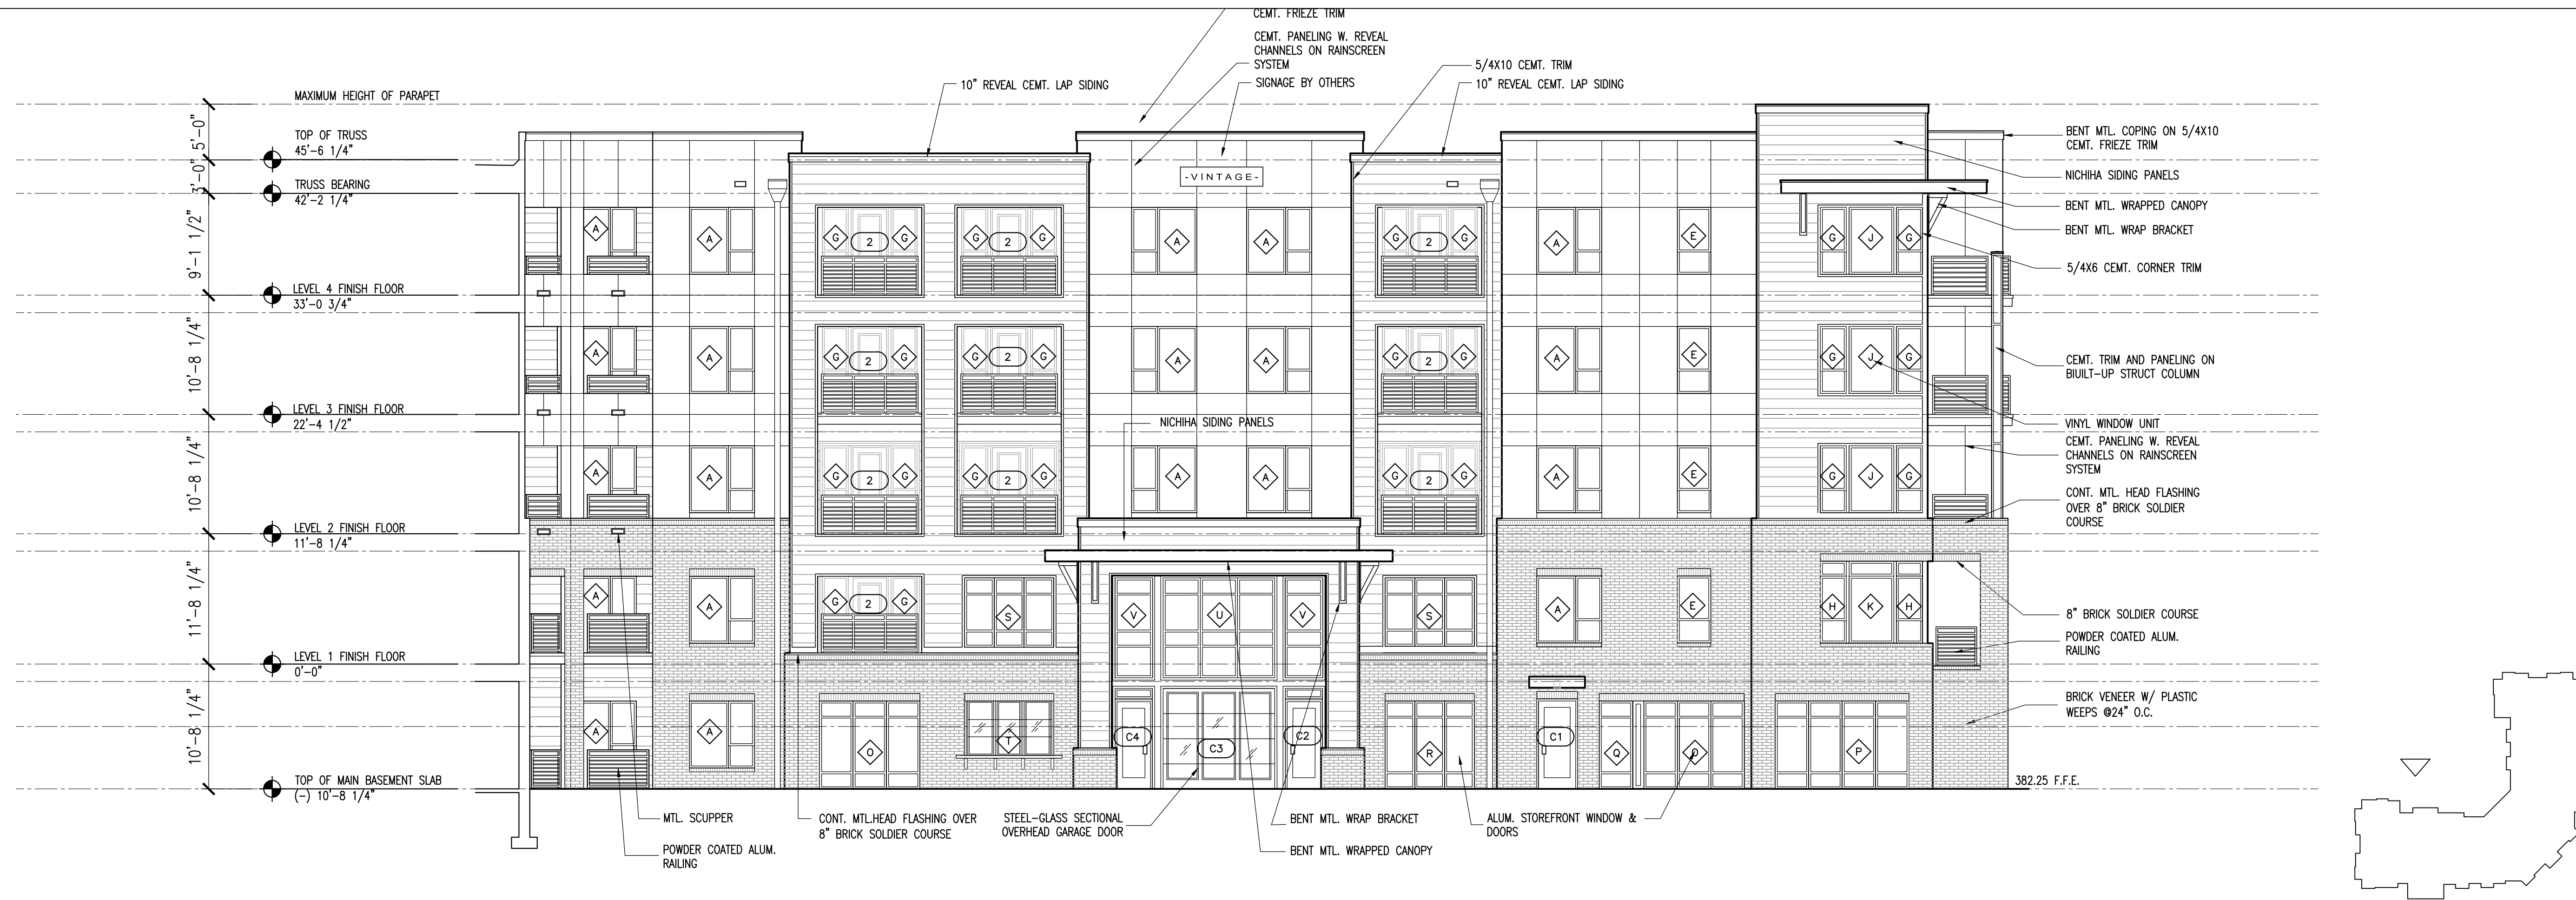 CEMT. FRIEZE TRIM
CEMT. PANELING W. REVEAL
CHANNELS ON RAINSCREEN
SYSTEM
SIGNAGE BY OTHERS
5/4X10 CEMT. TRIM
10" REVEAL CEMT. LAP SIDING
10" REVEAL CEMT. LAP SIDING
MAXIMUM HEIGHT OF PARAPET
5'-0"
TOP OF TRUSS
45'-6 1/4"
3'-0"
TRUSS BEARING
42'-2 1/4"
9'-1 1/2"
LEVEL 4 FINISH FLOOR
33'-0 3/4"
10'-8 1/4"
LEVEL 3 FINISH FLOOR
22'-4 1/2"
10'-8 1/4"
LEVEL 2 FINISH FLOOR
11'-8 1/4"
11'-8 1/4"
LEVEL 1 FINISH FLOOR
0'-0"
10'-8 1/4"
TOP OF MAIN BASEMENT SLAB
(-) 10'-8 1/4"
-VINTAGE-
A A G 2 G G 2 G A A G 2 G A E G J G
A A G 2 G G 2 G A A G 2 G A E G J G
NICHIHA SIDING PANELS
A A G 2 G G 2 G A A G 2 G A E G J G
A A G 2 G S V U V S A E H K H
A A O T C4 C3 C2 R C1 Q Q P
BENT MTL. COPING ON 5/4X10
CEMT. FRIEZE TRIM
NICHIHA SIDING PANELS
BENT MTL. WRAPPED CANOPY
BENT MTL. WRAP BRACKET
5/4X6 CEMT. CORNER TRIM
CEMT. TRIM AND PANELING ON
BIUILT-UP STRUCT COLUMN
VINYL WINDOW UNIT
CEMT. PANELING W. REVEAL
CHANNELS ON RAINSCREEN
SYSTEM
CONT. MTL. HEAD FLASHING
OVER 8" BRICK SOLDIER
COURSE
8" BRICK SOLDIER COURSE
POWDER COATED ALUM.
RAILING
BRICK VENEER W/ PLASTIC
WEEPS @24" O.C.
382.25 F.F.E.
MTL. SCUPPER
POWDER COATED ALUM.
RAILING
CONT. MTL.HEAD FLASHING OVER
8" BRICK SOLDIER COURSE
STEEL-GLASS SECTIONAL
OVERHEAD GARAGE DOOR
BENT MTL. WRAP BRACKET
BENT MTL. WRAPPED CANOPY
ALUM. STOREFRONT WINDOW &
DOORS